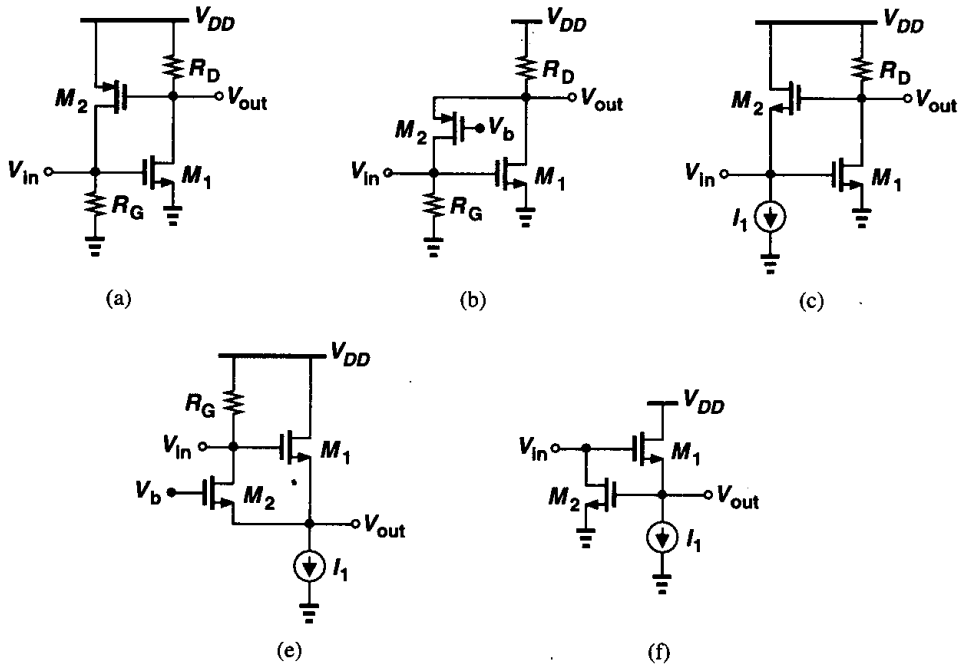 V_DD
V_DD
V_DD
R_D
R_D
R_D
M_2
V_out
M_2
V_b
V_out
M_2
V_out
V_in
M_1
V_in
M_1
V_in
M_1
R_G
R_G
I_1
(a)
(b)
(c)
V_DD
R_G
V_DD
V_in
M_1
V_in
M_1
V_b
M_2
M_2
V_out
V_out
I_1
I_1
(e)
(f)